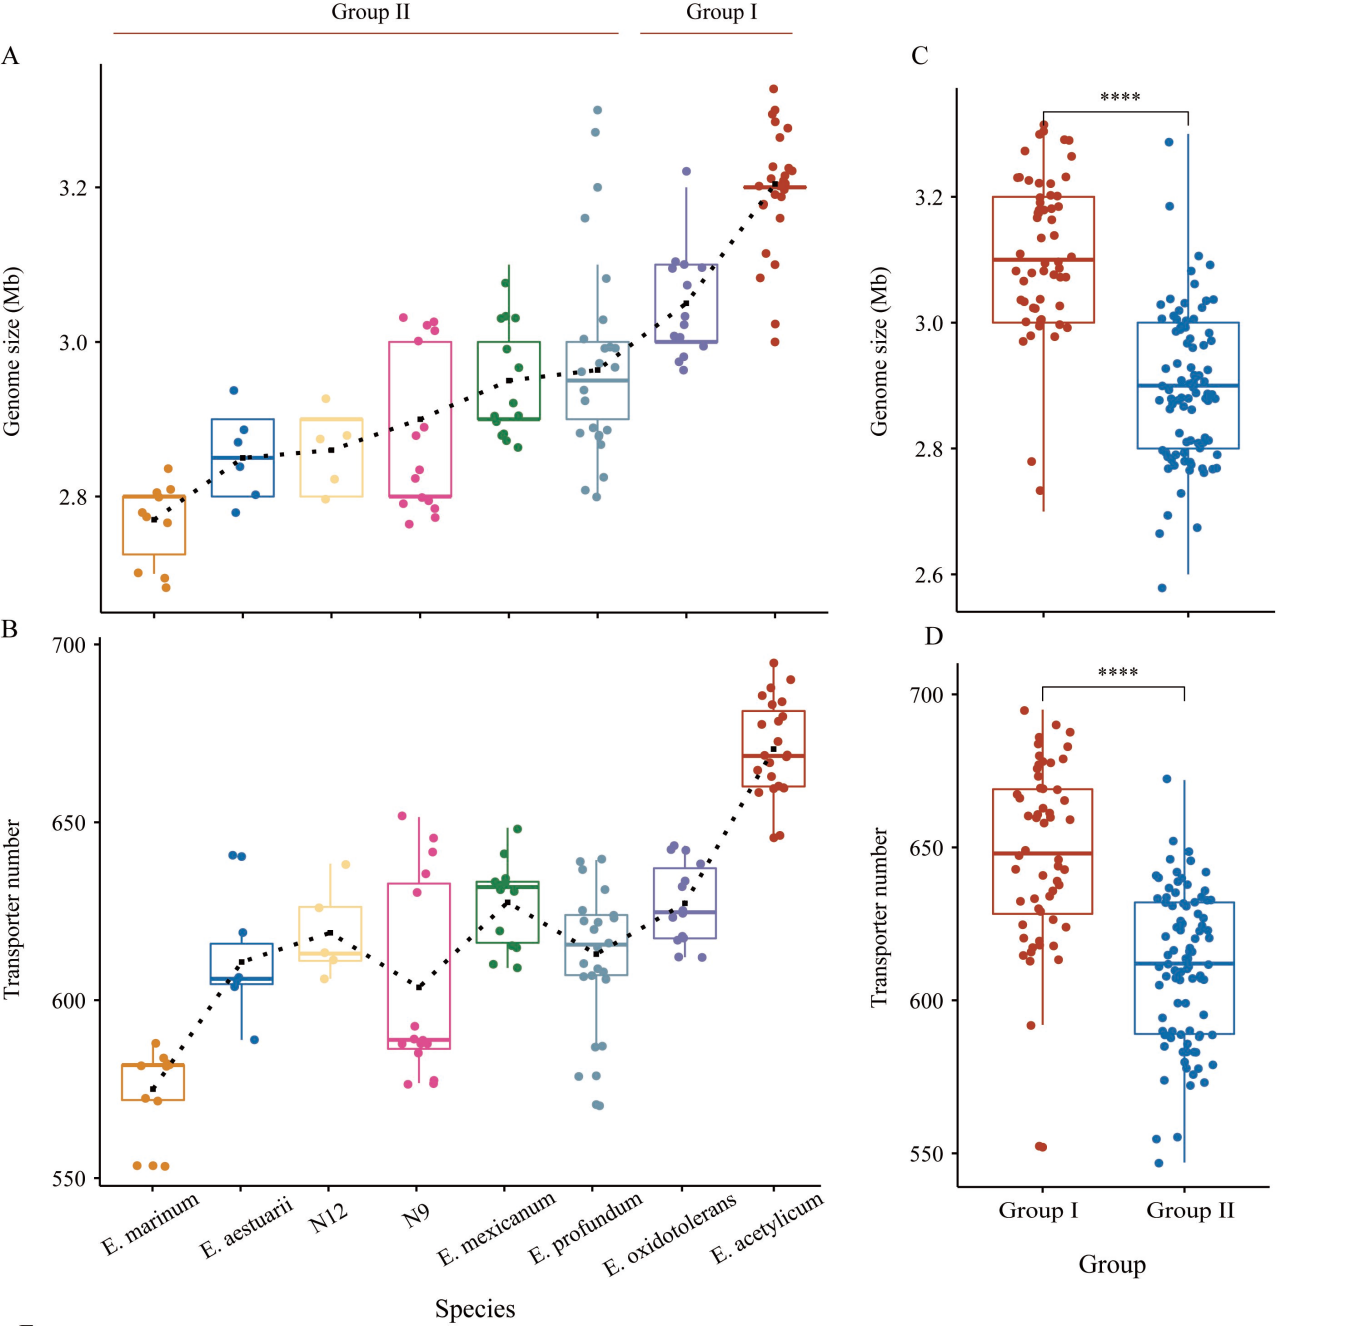 Group II
Group I
A
Genome size (Mb)
3.2
3.0
2.8
C
****
Genome size (Mb)
3.2
3.0
2.8
2.6
B
Transporter number
700
650
600
550
E. marinum
E. aestuarii
N12
N9
E. mexicanum
E. profundum
E. oxidotolerans
E. acetylicum
Species
D
****
Transporter number
700
650
600
550
Group I
Group II
Group